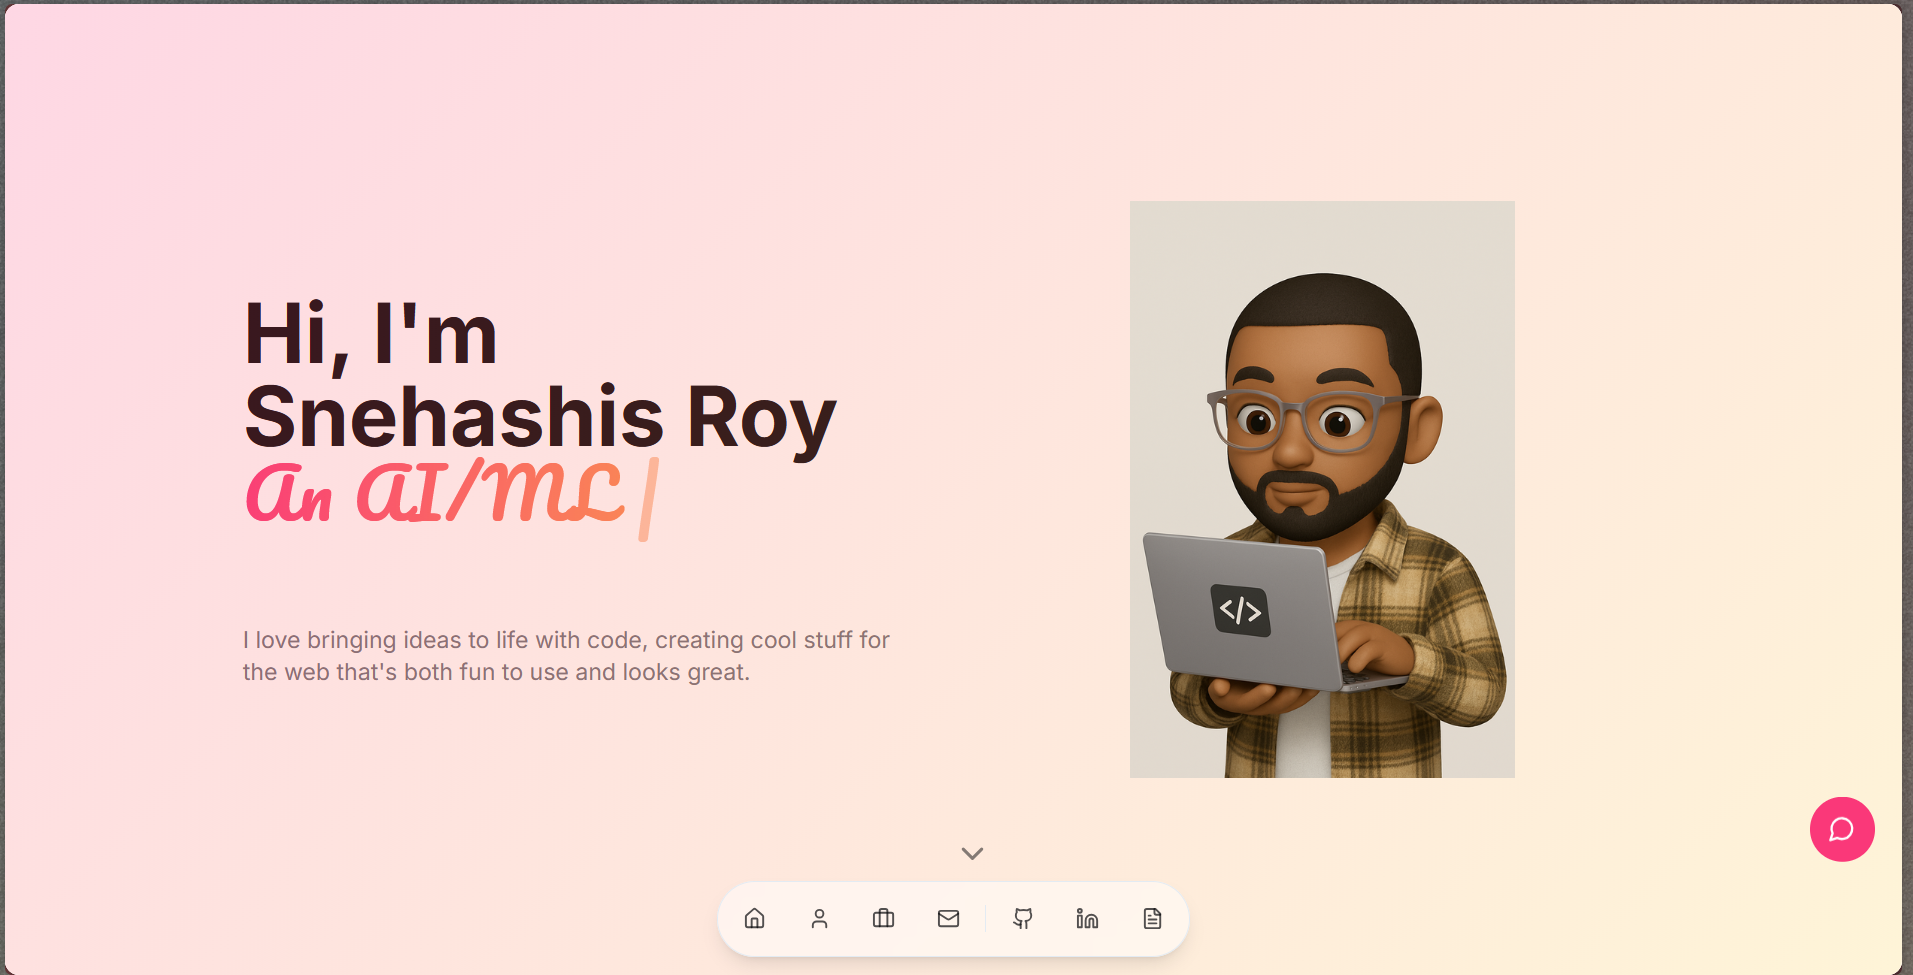 Hi, I'm
Snehashis Roy
An AI/ML|
I love bringing ideas to life with code, creating cool stuff for
the web that's both fun to use and looks great.
</>